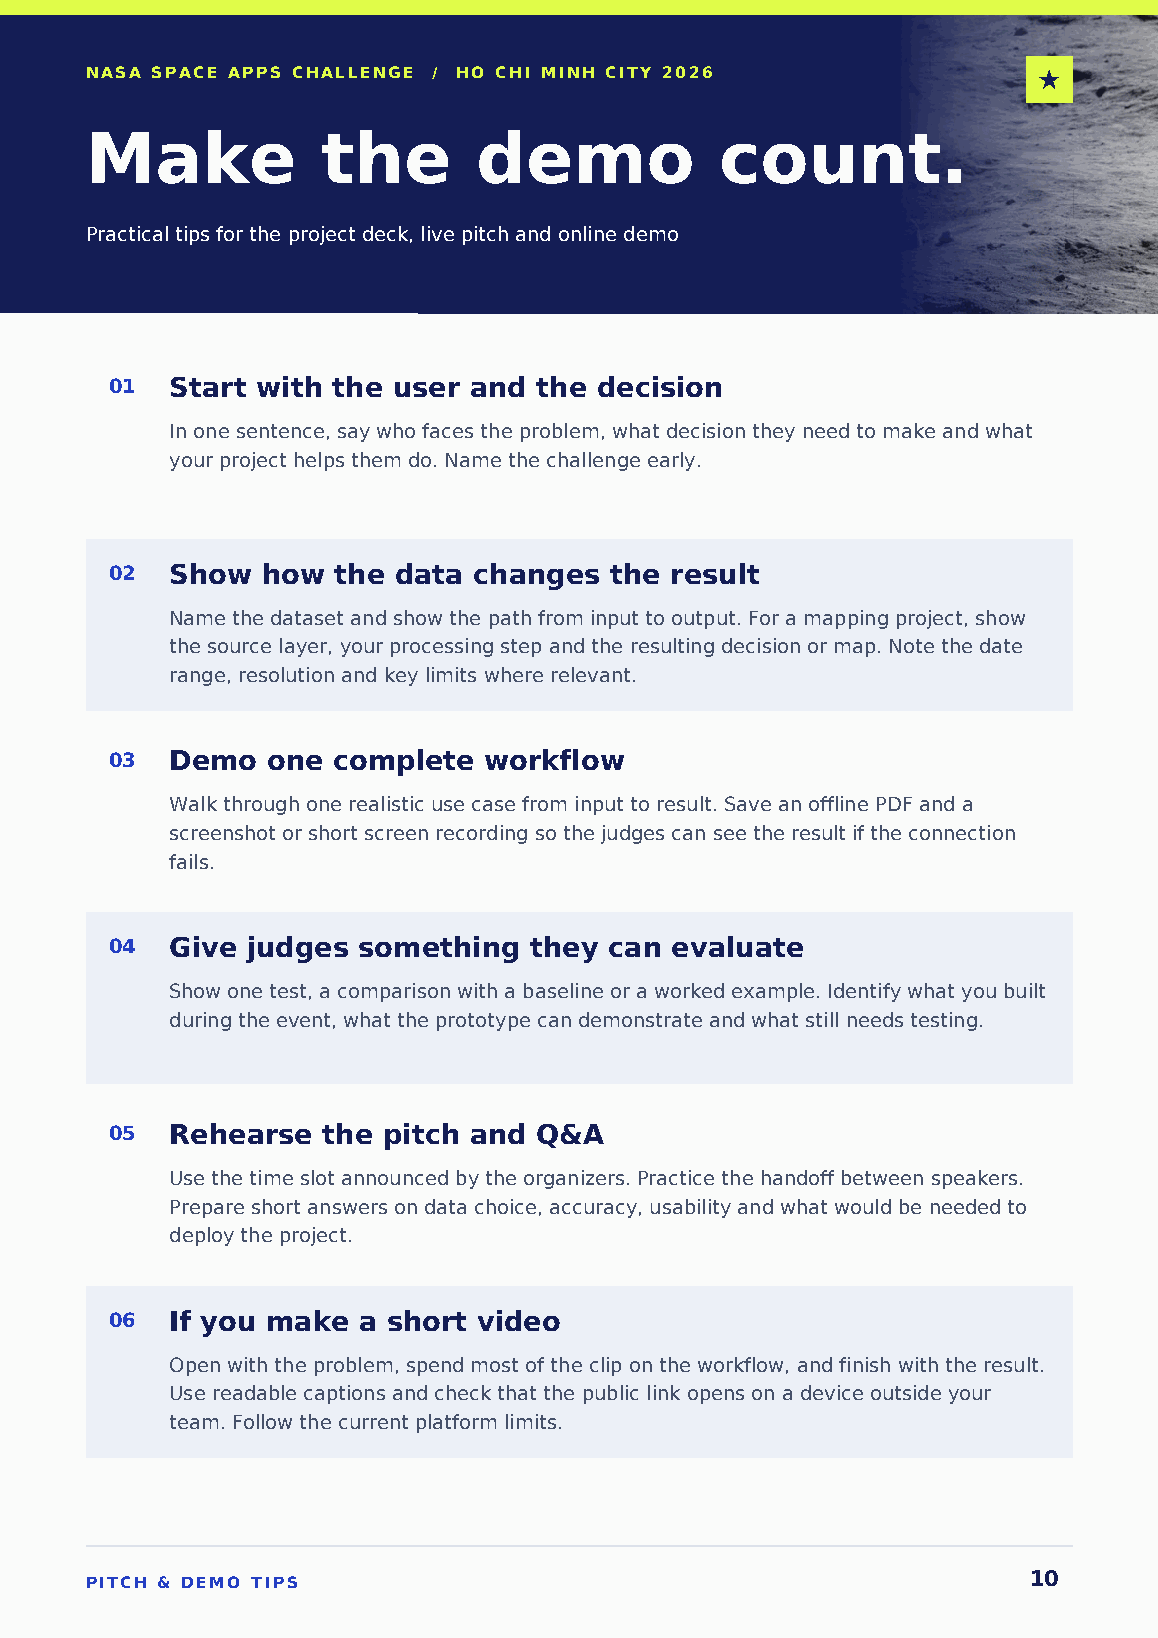 NASA SPACE APPS CHALLENGE / HO CHI MINH CITY 2026
Make the demo count.
Practical tips for the project deck, live pitch and online demo
01 Start with the user and the decision
In one sentence, say who faces the problem, what decision they need to make and what
your project helps them do. Name the challenge early.
02 Show how the data changes the result
Name the dataset and show the path from input to output. For a mapping project, show
the source layer, your processing step and the resulting decision or map. Note the date
range, resolution and key limits where relevant.
03 Demo one complete workflow
Walk through one realistic use case from input to result. Save an offline PDF and a
screenshot or short screen recording so the judges can see the result if the connection
fails.
04 Give judges something they can evaluate
Show one test, a comparison with a baseline or a worked example. Identify what you built
during the event, what the prototype can demonstrate and what still needs testing.
05 Rehearse the pitch and Q&A
Use the time slot announced by the organizers. Practice the handoff between speakers.
Prepare short answers on data choice, accuracy, usability and what would be needed to
deploy the project.
06 If you make a short video
Open with the problem, spend most of the clip on the workflow, and finish with the result.
Use readable captions and check that the public link opens on a device outside your
team. Follow the current platform limits.
PITCH & DEMO TIPS
10